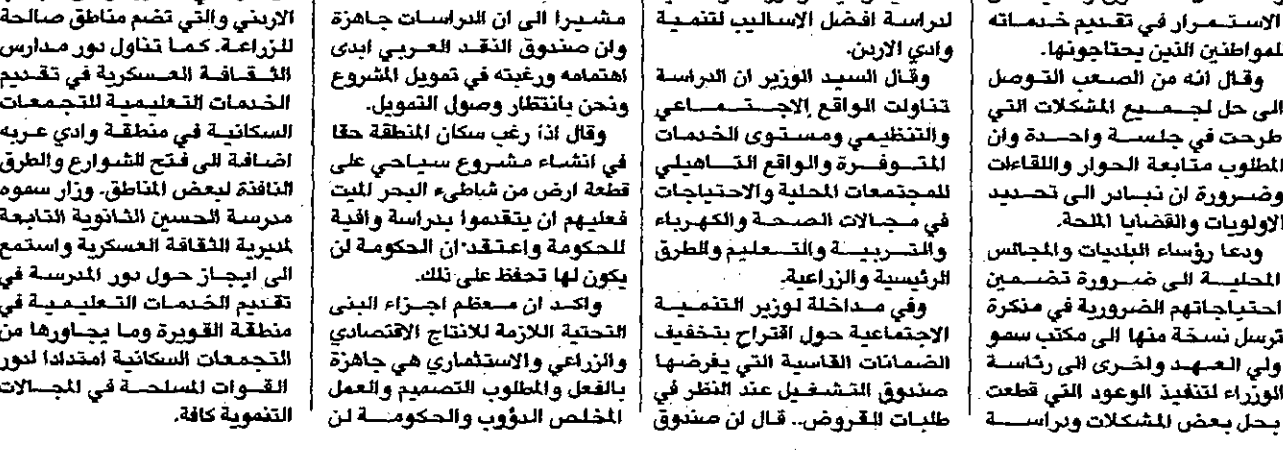 الاستمرار في تقديم خدماته
للمواطنين الذين يحتاجونها.
وقال انه من الصعب التوصل
الى حل لجميع المشكلات التي
طرحت في جلسة واحدة وان
المطلوب متابعة الحوار واللقاءات
وضرورة ان نبادر الى تحديد
الاولويات والقضايا الملحة.
ودعا رؤساء البلديات والمجالس
المحلية الى ضرورة تضمين
احتياجاتهم الضرورية في مذكرة
ترسل نسخة منها الى مكتب سمو
ولي العهد ولخرى الى رئاسة
الوزراء لتنفيذ الوعود التي قطعت
بحل بعض المشكلات ودراسة
لدراسة افضل الاساليب لتنمية
وادي الاردن.
وقال السيد الوزير ان الدراسة
تناولت الواقع الاجتماعي
والتنظيمي ومستوى الخدمات
المتوفرة والواقع التاهيلي
للمجتمعات المحلية والاحتياجات
في مجالات الصحة والكهرباء
والتربية والتعليم والطرق
الرئيسية والزراعية.
وفي مداخلة لوزير التنمية
الاجتماعية حول اقتراح بتخفيف
الضمانات القاسية التي يفرضها
صندوق التشغيل عند النظر في
طلبات القروض.. قال لن صندوق
مشيرا الى ان الدراسات جاهزة
وان صندوق النقد العربي ابدى
اهتمامه ورغبته في تمويل المشروع
ونحن بانتظار وصول التمويل.
وقال اذا رغب سكان المنطقة حقا
في انشاء مشروع سياحي على
قطعة ارض من شاطىء البحر الميت
فعليهم ان يتقدموا بدراسة وافية
للحكومة واعتقد ان الحكومة لن
يكون لها تحفظ على ذلك.
واكد ان معظم اجزاء البنى
التحتية اللازمة للانتاج الاقتصادي
والزراعي والاستثماري هي جاهزة
بالفعل والمطلوب التصميم والعمل
المخلص الدؤوب والحكومة لن
الاردني والتي تضم مناطق صالحة
للزراعة. كما تناول دور مدارس
الثقافة العسكرية في تقديم
الخدمات التعليمية للتجمعات
السكانية في منطقة وادي عربه
اضافة الى فتح الشوارع والطرق
النافذة لبعض المناطق. وزار سموه
مدرسة الحسين الثانوية التابعة
لمديرية الثقافة العسكرية واستمع
الى ايجاز حول دور المدرسة في
تقديم الخدمات التعليمية في
منطقة القويرة وما يجاورها من
التجمعات السكانية امتدادا لدور
القوات المسلحة في المجالات
التنموية كافة.